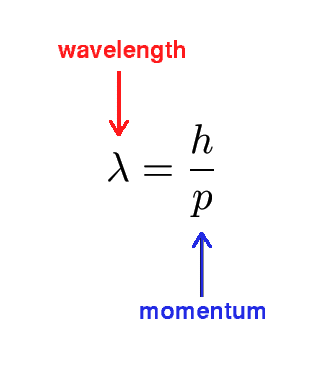 wavelength
λ = h/p
momentum